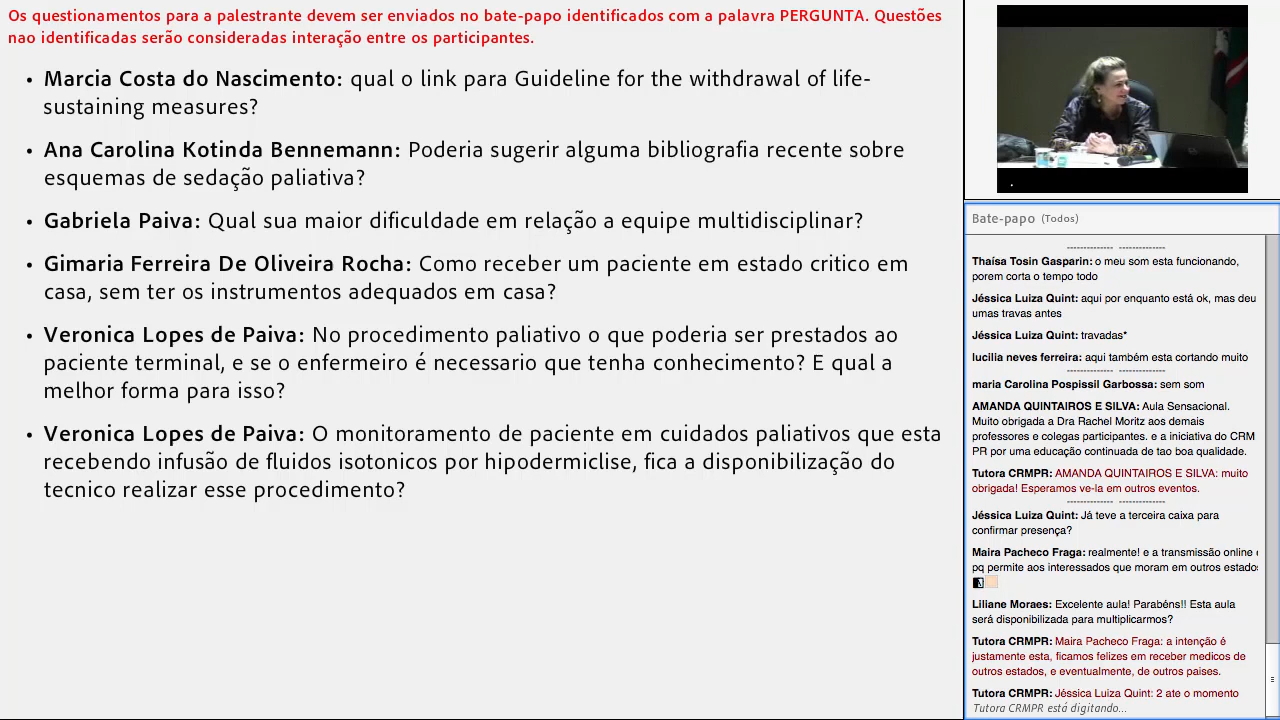 Os questionamentos para a palestrante devem ser enviados no bate-papo identificados com a palavra PERGUNTA. Questões
nao identificadas serão consideradas interação entre os participantes.
• Marcia Costa do Nascimento: qual o link para Guideline for the withdrawal of life-
sustaining measures?
• Ana Carolina Kotinda Bennemann: Poderia sugerir alguma bibliografia recente sobre
esquemas de sedação paliativa?
• Gabriela Paiva: Qual sua maior dificuldade em relação a equipe multidisciplinar?
• Gimaria Ferreira De Oliveira Rocha: Como receber um paciente em estado critico em
casa, sem ter os instrumentos adequados em casa?
• Veronica Lopes de Paiva: No procedimento paliativo o que poderia ser prestados ao
paciente terminal, e se o enfermeiro é necessario que tenha conhecimento? E qual a
melhor forma para isso?
• Veronica Lopes de Paiva: O monitoramento de paciente em cuidados paliativos que esta
recebendo infusão de fluidos isotonicos por hipodermiclise, fica a disponibilização do
tecnico realizar esse procedimento?
Bate-papo (Todos)
-------------- --------------
Thaísa Tosin Gasparin: o meu som esta funcionando,
porem corta o tempo todo
Jéssica Luiza Quint: aqui por enquanto está ok, mas deu
umas travas antes
Jéssica Luiza Quint: travadas*
lucilia neves ferreira: aqui também esta cortando muito
-------------- --------------
maria Carolina Pospissil Garbossa: sem som
AMANDA QUINTAIROS E SILVA: Aula Sensacional.
Muito obrigada a Dra Rachel Moritz aos demais
professores e colegas participantes. e a iniciativa do CRM
PR por uma educação continuada de tao boa qualidade.
Tutora CRMPR: AMANDA QUINTAIROS E SILVA: muito
obrigada! Esperamos ve-la em outros eventos.
-------------- --------------
Jéssica Luiza Quint: Já teve a terceira caixa para
confirmar presença?
Maira Pacheco Fraga: realmente! e a transmissão online
pq permite aos interessados que moram em outros estados
Liliane Moraes: Excelente aula! Parabéns!! Esta aula
será disponibilizada para multiplicarmos?
Tutora CRMPR: Maira Pacheco Fraga: a intenção é
justamente esta, ficamos felizes em receber medicos de
outros estados, e eventualmente, de outros paises.
Tutora CRMPR: Jéssica Luiza Quint: 2 ate o momento
Tutora CRMPR está digitando...